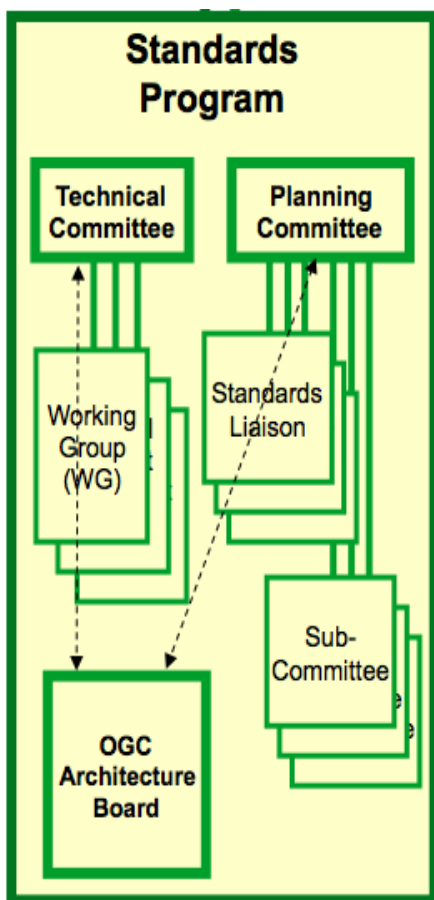 Standards
Program
Technical
Committee
Planning
Committee
Working
Group
(WG)
Standards
Liaison
Sub-
Committee
OGC
Architecture
Board